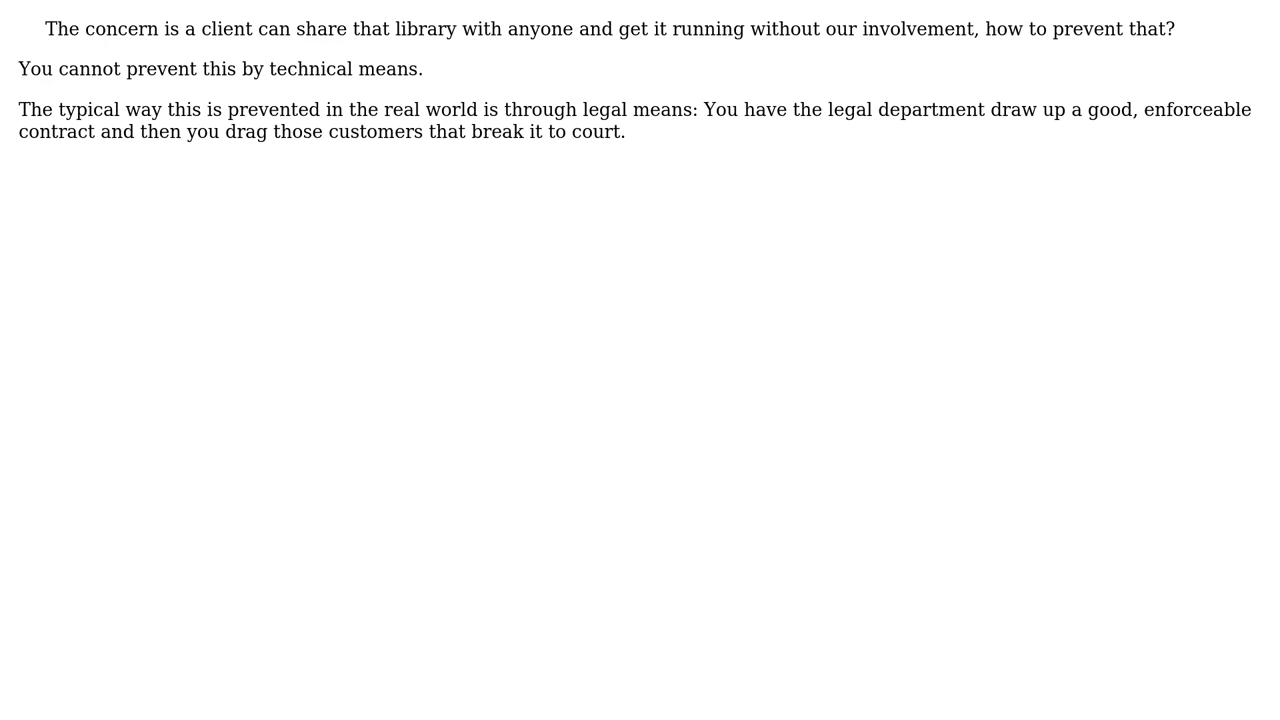 The concern is a client can share that library with anyone and get it running without our involvement, how to prevent that?
You cannot prevent this by technical means.
The typical way this is prevented in the real world is through legal means: You have the legal department draw up a good, enforceable
contract and then you drag those customers that break it to court.